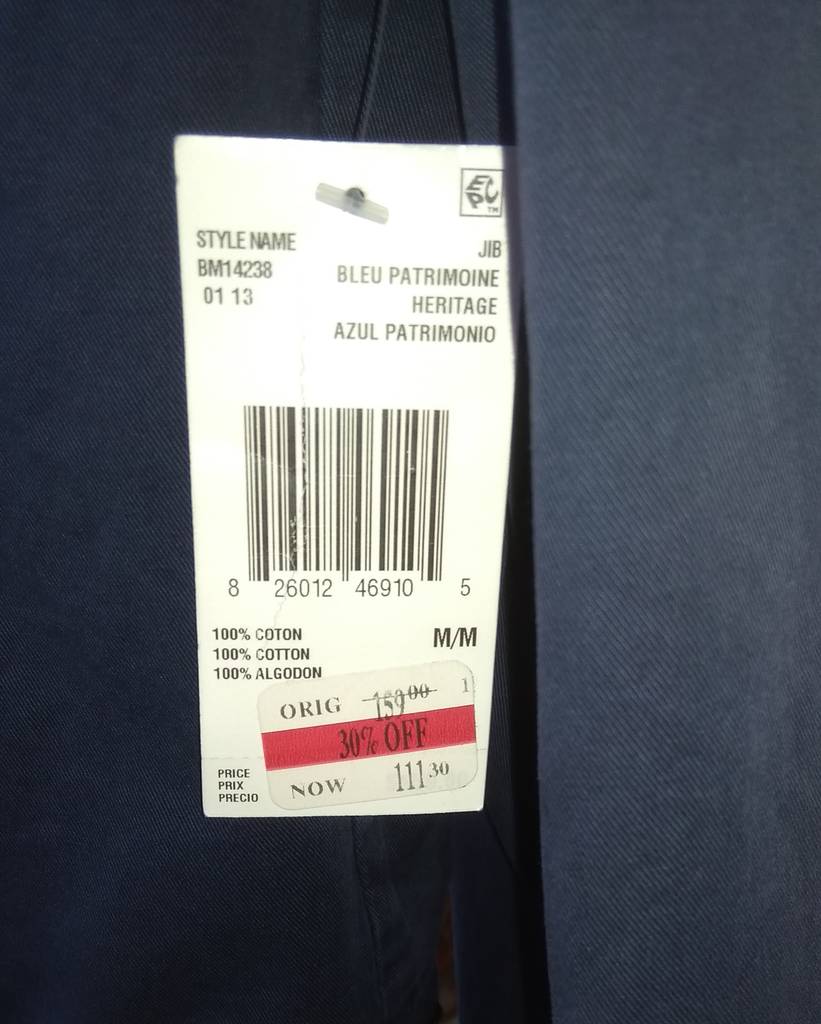 EPC™
STYLE NAME
BM14238
01 13
JIB
BLEU PATRIMOINE
HERITAGE
AZUL PATRIMONIO
8 26012 46910 5
100% COTON
100% COTTON
100% ALGODON
M/M
ORIG 159 00 1
30% OFF
NOW 111 30
PRICE
PRIX
PRECIO